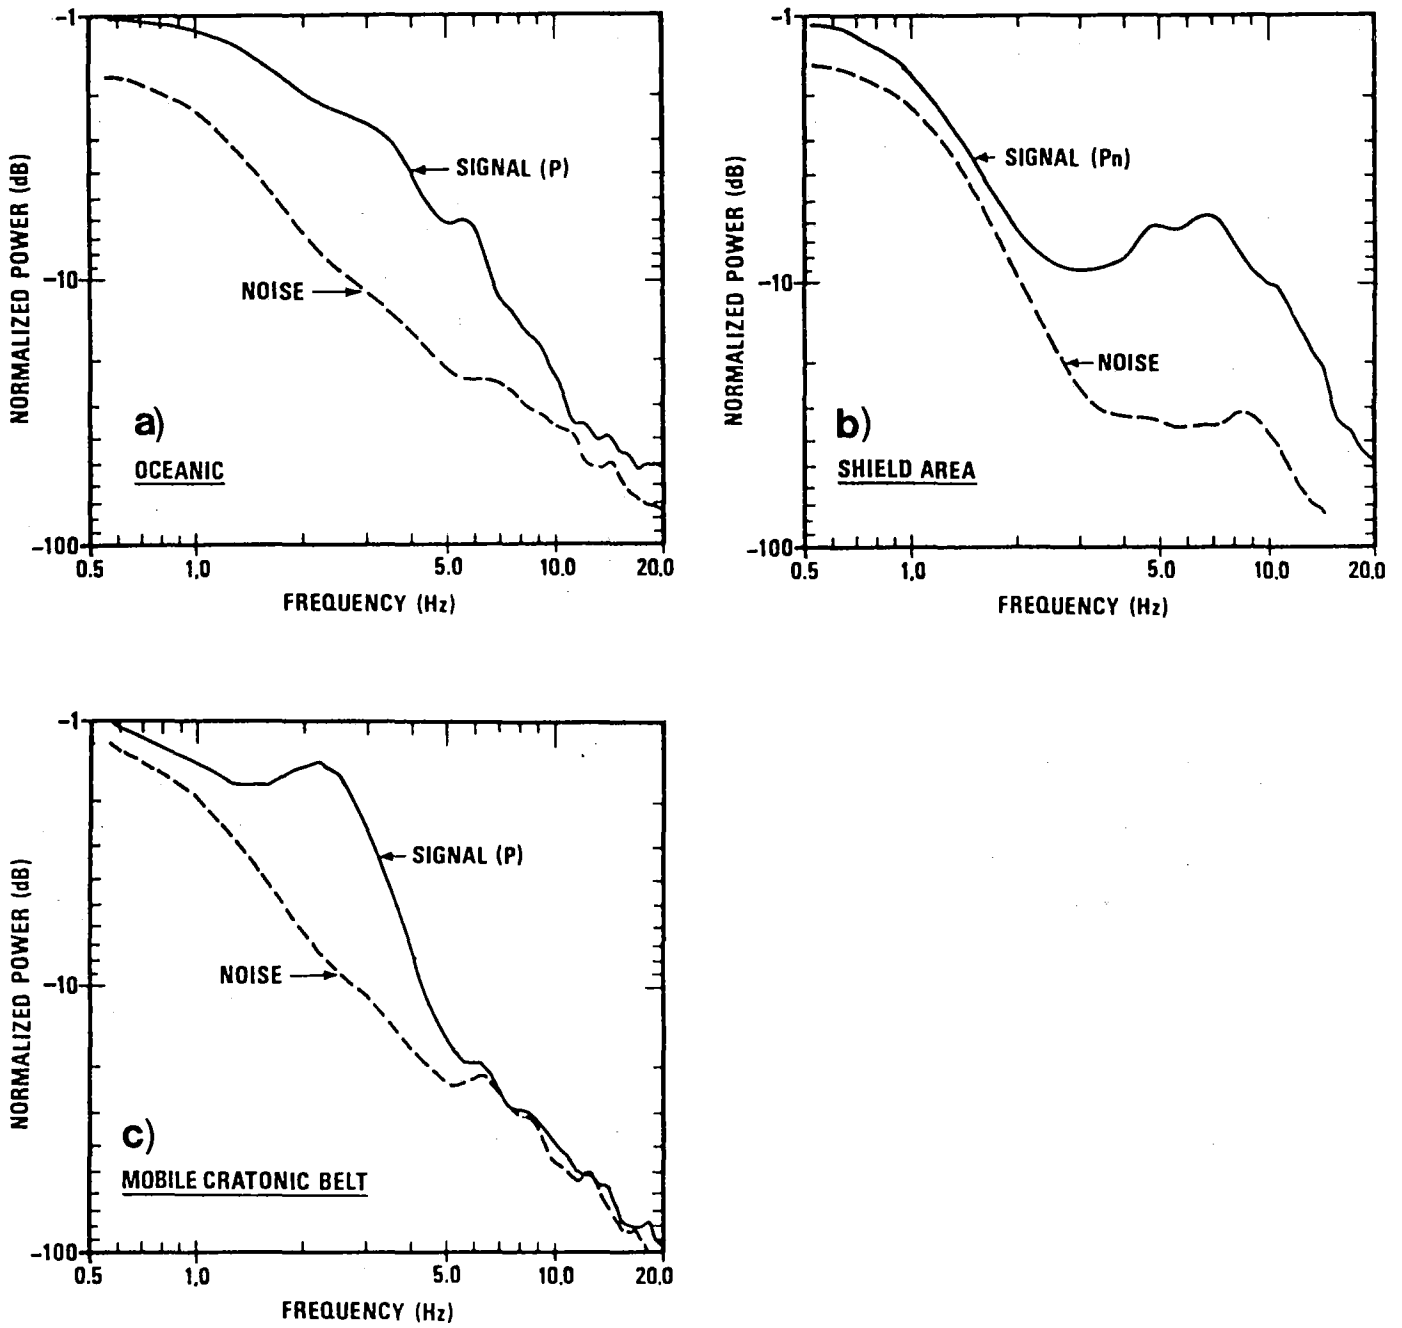 NORMALIZED POWER (dB)
-1
-10
-100
SIGNAL (P)
NOISE
a)
OCEANIC
0.5 1.0 5.0 10.0 20.0
FREQUENCY (Hz)
NORMALIZED POWER (dB)
-1
-10
-100
SIGNAL (Pn)
NOISE
b)
SHIELD AREA
0.5 1.0 5.0 10.0 20.0
FREQUENCY (Hz)
NORMALIZED POWER (dB)
-1
-10
-100
SIGNAL (P)
NOISE
c)
MOBILE CRATONIC BELT
0.5 1.0 5.0 10.0 20.0
FREQUENCY (Hz)